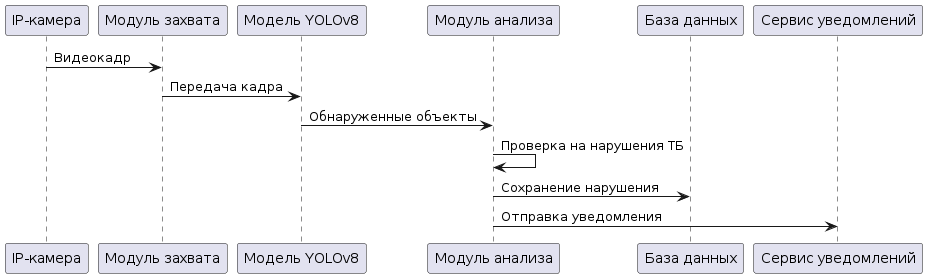 IP-камера
Модуль захвата
Модель YOLOv8
Модуль анализа
База данных
Сервис уведомлений
Видеокадр
Передача кадра
Обнаруженные объекты
Проверка на нарушения ТБ
Сохранение нарушения
Отправка уведомления
IP-камера
Модуль захвата
Модель YOLOv8
Модуль анализа
База данных
Сервис уведомлений